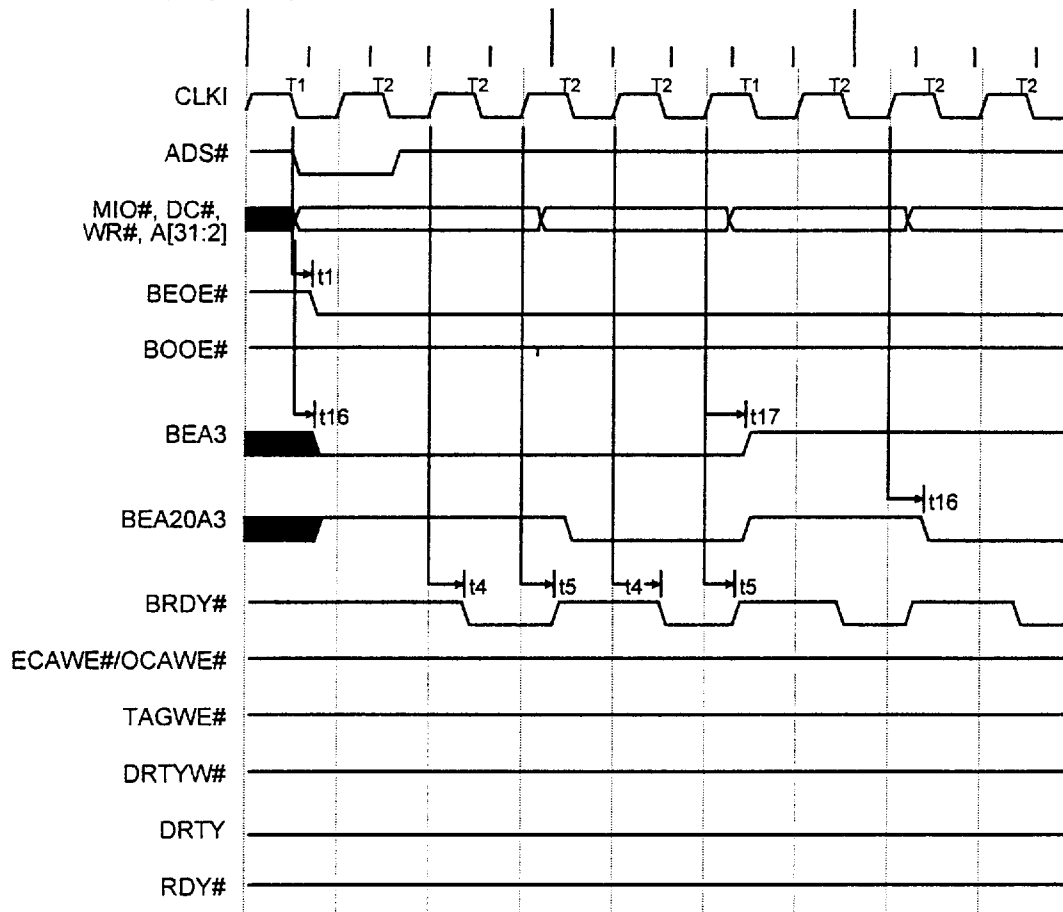 T1 T2 T2 T2 T2 T1 T2 T2 T2
CLKI
ADS#
MIO#, DC#,
WR#, A[31:2]
t1
BEOE#
BOOE#
t16 t17
BEA3
t16
BEA20A3
t4 t5 t4 t5
BRDY#
ECAWE#/OCAWE#
TAGWE#
DRTYW#
DRTY
RDY#